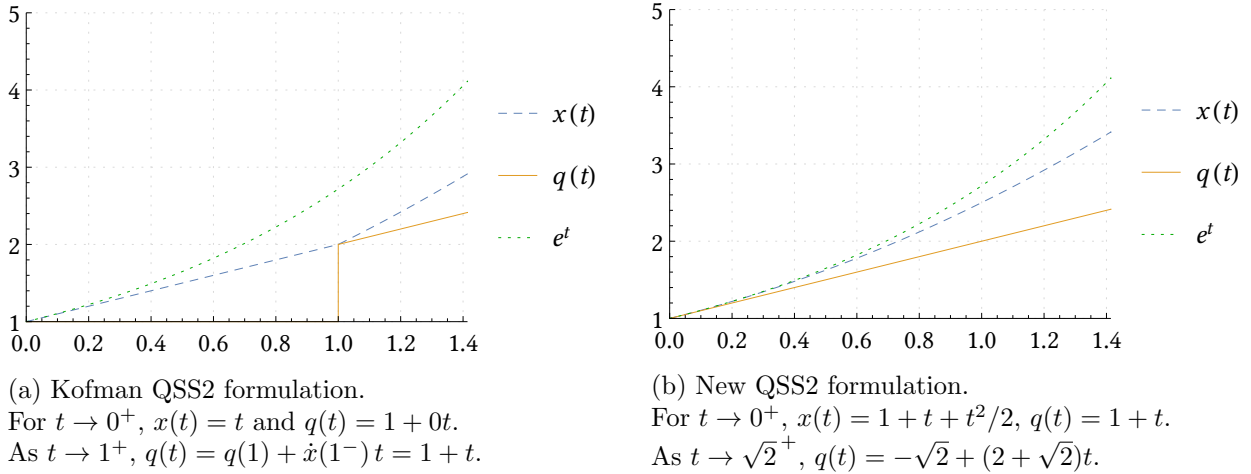 5
4
3
2
1
0.0 0.2 0.4 0.6 0.8 1.0 1.2 1.4
x(t)
q(t)
e^t
(a) Kofman QSS2 formulation.
For t → 0⁺, x(t) = t and q(t) = 1 + 0t.
As t → 1⁺, q(t) = q(1) + ẋ(1⁻) t = 1 + t.
5
4
3
2
1
0.0 0.2 0.4 0.6 0.8 1.0 1.2 1.4
x(t)
q(t)
e^t
(b) New QSS2 formulation.
For t → 0⁺, x(t) = 1 + t + t²/2, q(t) = 1 + t.
As t → √2⁺, q(t) = −√2 + (2 + √2)t.